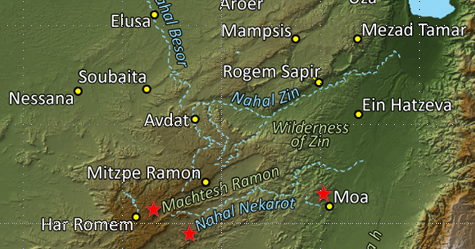 Aroer
Elusa
Nahal Besor
Mampsis
Mezad Tamar
Soubaita
Rogem Sapir
Nessana
Nahal Zin
Ein Hatzeva
Avdat
Wilderness
of Zin
Mitzpe Ramon
Machtesh Ramon
Moa
Nahal Nekarot
Har Romem